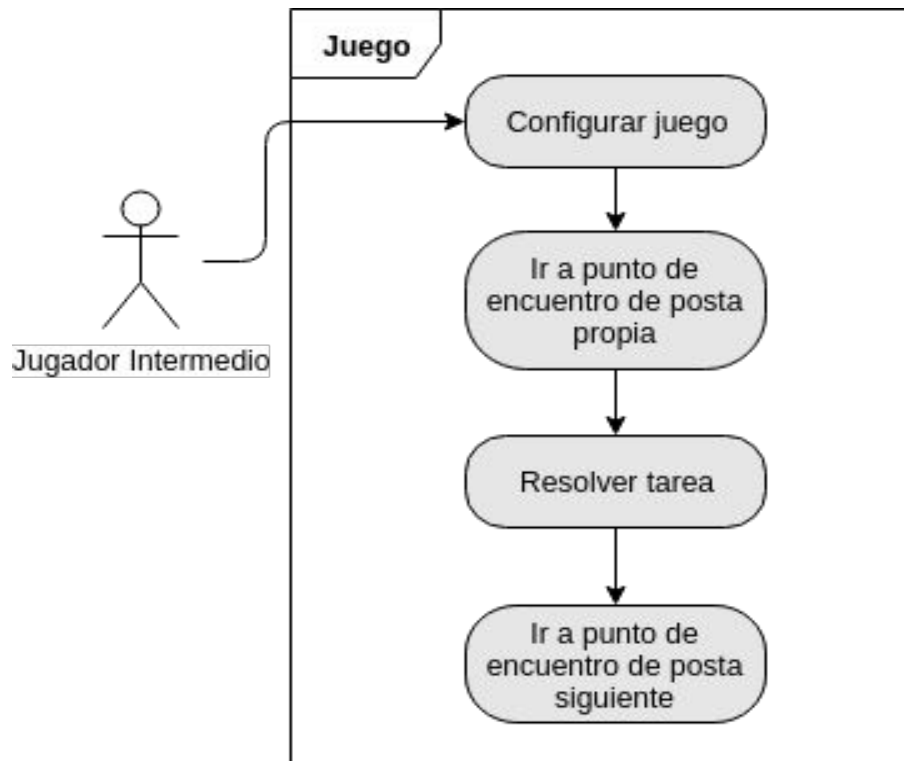 Juego
Configurar juego
Jugador Intermedio
Ir a punto de
encuentro de posta
propia
Resolver tarea
Ir a punto de
encuentro de posta
siguiente